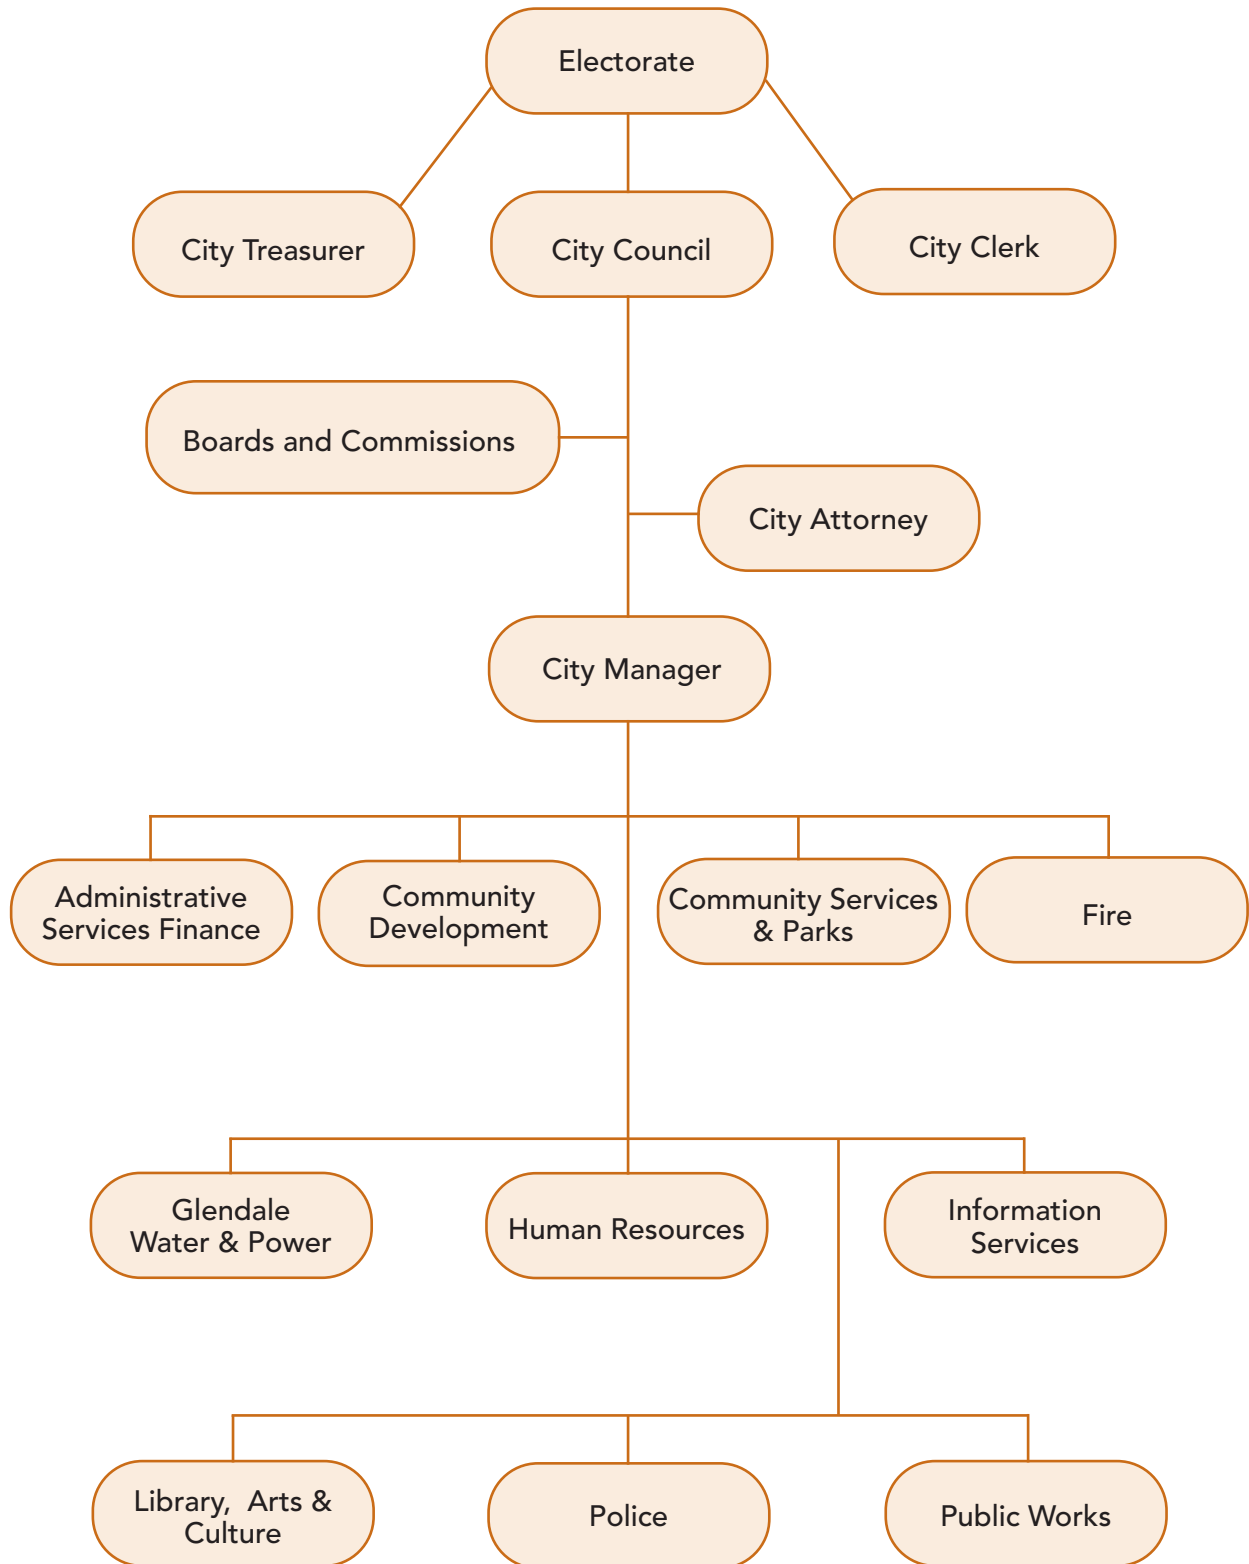 Electorate
City Treasurer
City Council
City Clerk
Boards and Commissions
City Attorney
City Manager
Administrative
Services Finance
Community
Development
Community Services
& Parks
Fire
Glendale
Water & Power
Human Resources
Information
Services
Library,  Arts &
Culture
Police
Public Works